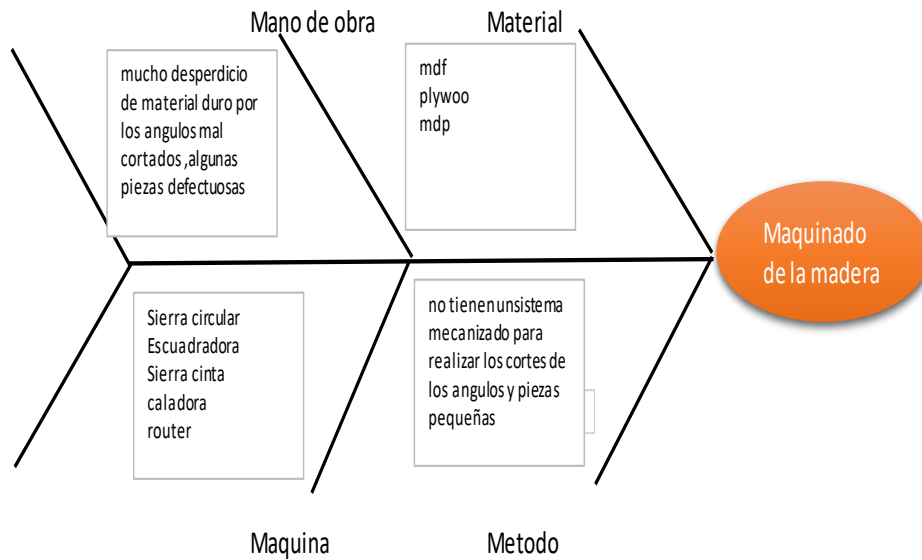 Mano de obra
Material
mucho desperdicio
de material duro por
los angulos mal
cortados ,algunas
piezas defectuosas
mdf
plywoo
mdp
Maquinado
de la madera
Sierra circular
Escuadradora
Sierra cinta
caladora
router
no tienen unsistema
mecanizado para
realizar los cortes de
los angulos y piezas
pequeñas
Maquina
Metodo